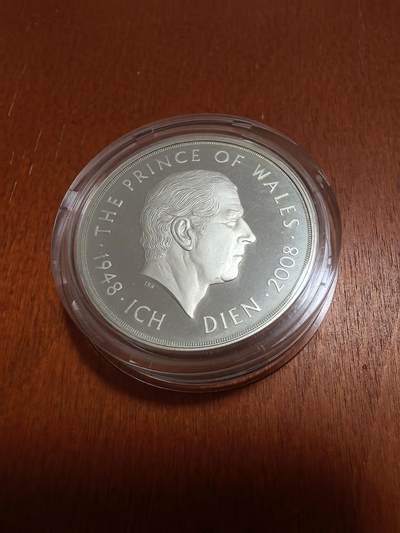 · THE PRINCE OF WALES ·
1948 · ICH DIEN · 2008